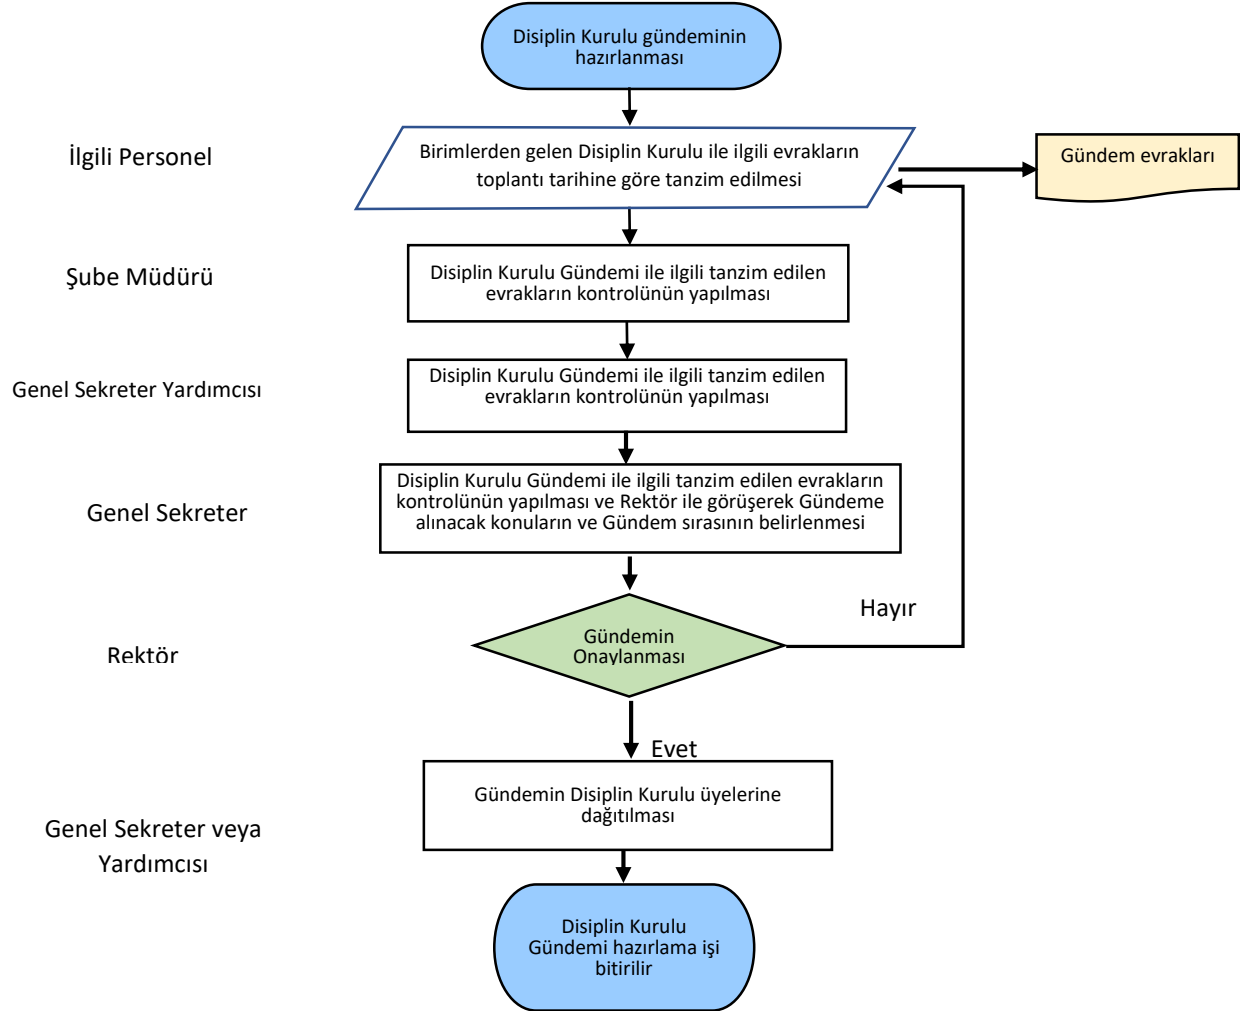 Disiplin Kurulu gündeminin
hazırlanması
İlgili Personel
Birimlerden gelen Disiplin Kurulu ile ilgili evrakların
toplantı tarihine göre tanzim edilmesi
Gündem evrakları
Şube Müdürü
Disiplin Kurulu Gündemi ile ilgili tanzim edilen
evrakların kontrolünün yapılması
Genel Sekreter Yardımcısı
Disiplin Kurulu Gündemi ile ilgili tanzim edilen
evrakların kontrolünün yapılması
Genel Sekreter
Disiplin Kurulu Gündemi ile ilgili tanzim edilen evrakların
kontrolünün yapılması ve Rektör ile görüşerek Gündeme
alınacak konuların ve Gündem sırasının belirlenmesi
Hayır
Rektör
Gündemin
Onaylanması
Evet
Gündemin Disiplin Kurulu üyelerine
dağıtılması
Genel Sekreter veya
Yardımcısı
Disiplin Kurulu
Gündemi hazırlama işi
bitirilir